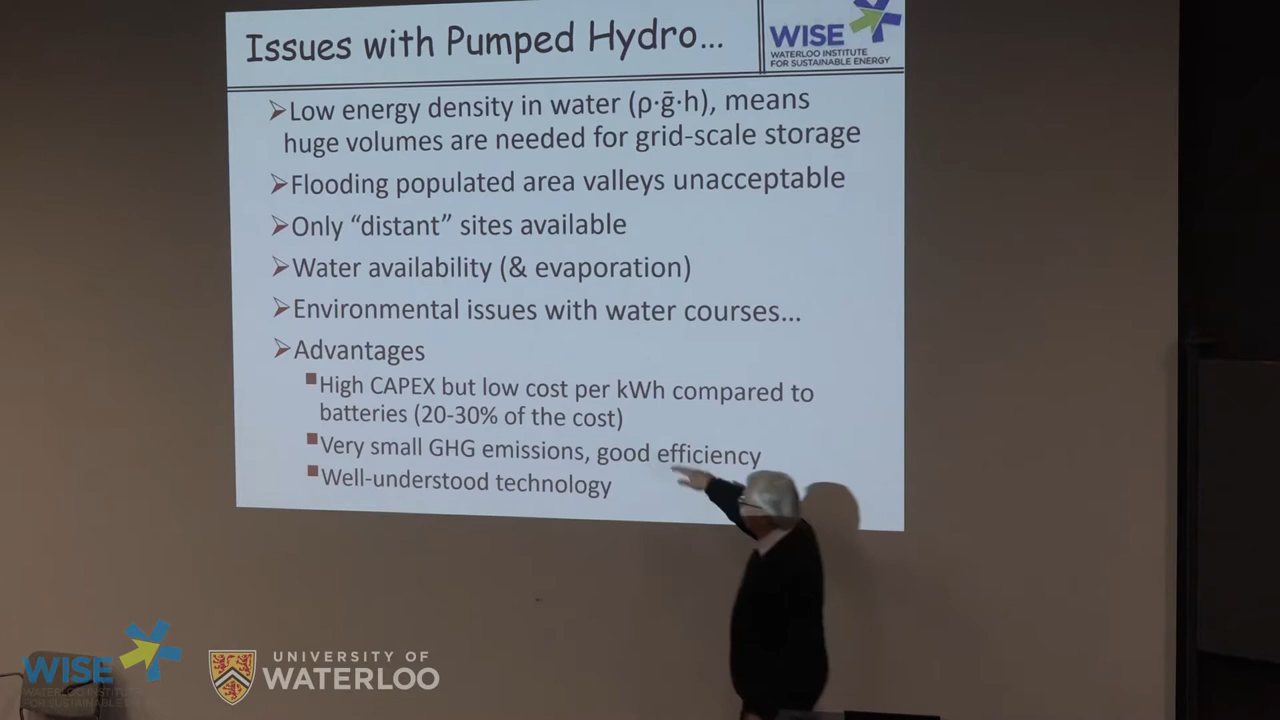 Issues with Pumped Hydro...
WISE
WATERLOO INSTITUTE
FOR SUSTAINABLE ENERGY
➢Low energy density in water (ρ·ḡ·h), means
huge volumes are needed for grid-scale storage
➢Flooding populated area valleys unacceptable
➢Only “distant” sites available
➢Water availability (& evaporation)
➢Environmental issues with water courses...
➢Advantages
▪High CAPEX but low cost per kWh compared to
batteries (20-30% of the cost)
▪Very small GHG emissions, good efficiency
▪Well-understood technology
WISE
WATERLOO INSTITUTE
FOR SUSTAINABLE ENERGY
UNIVERSITY OF
WATERLOO